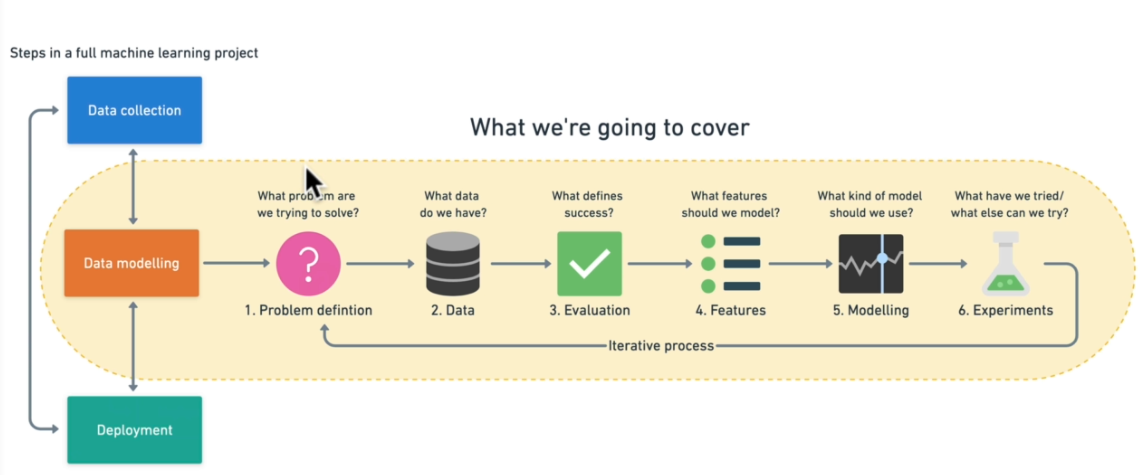 Steps in a full machine learning project
Data collection
What we're going to cover
What problem are
we trying to solve?
What data
do we have?
What defines
success?
What features
should we model?
What kind of model
should we use?
What have we tried/
what else can we try?
Data modelling
?
1. Problem defintion
2. Data
3. Evaluation
4. Features
5. Modelling
6. Experiments
Iterative process
Deployment